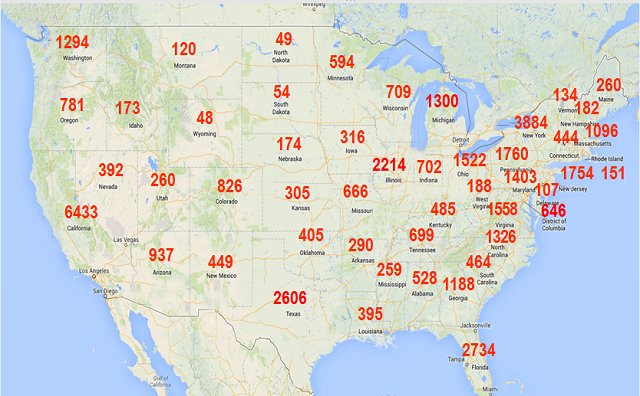 Winnipeg
1294
Washington
120
Montana
49
North
Dakota
594
Minnesota
781
Oregon
173
Idaho
48
Wyoming
54
South
Dakota
709
Wisconsin
1300
Michigan
Detroit
260
Maine
134
Vermont
182
New Hampshire
3884
New York
444
1096
Massachusetts
Connecticut
Rhode Island
151
392
Nevada
260
Utah
826
Colorado
174
Nebraska
316
Iowa
2214
Illinois
702
Indiana
1522
Ohio
1760
Pennsylvania
1754
New Jersey
1403
Maryland
107
Delaware
646
District of
Columbia
188
West
Virginia
1558
Virginia
6433
California
Las Vegas
Los Angeles
San Diego
937
Arizona
449
New Mexico
305
Kansas
666
Missouri
485
Kentucky
405
Oklahoma
290
Arkansas
699
Tennessee
1326
North
Carolina
464
South
Carolina
259
Mississippi
528
Alabama
1188
Georgia
2606
Texas
395
Louisiana
Jacksonville
2734
Tampa
Florida
Miami
Gulf of
California